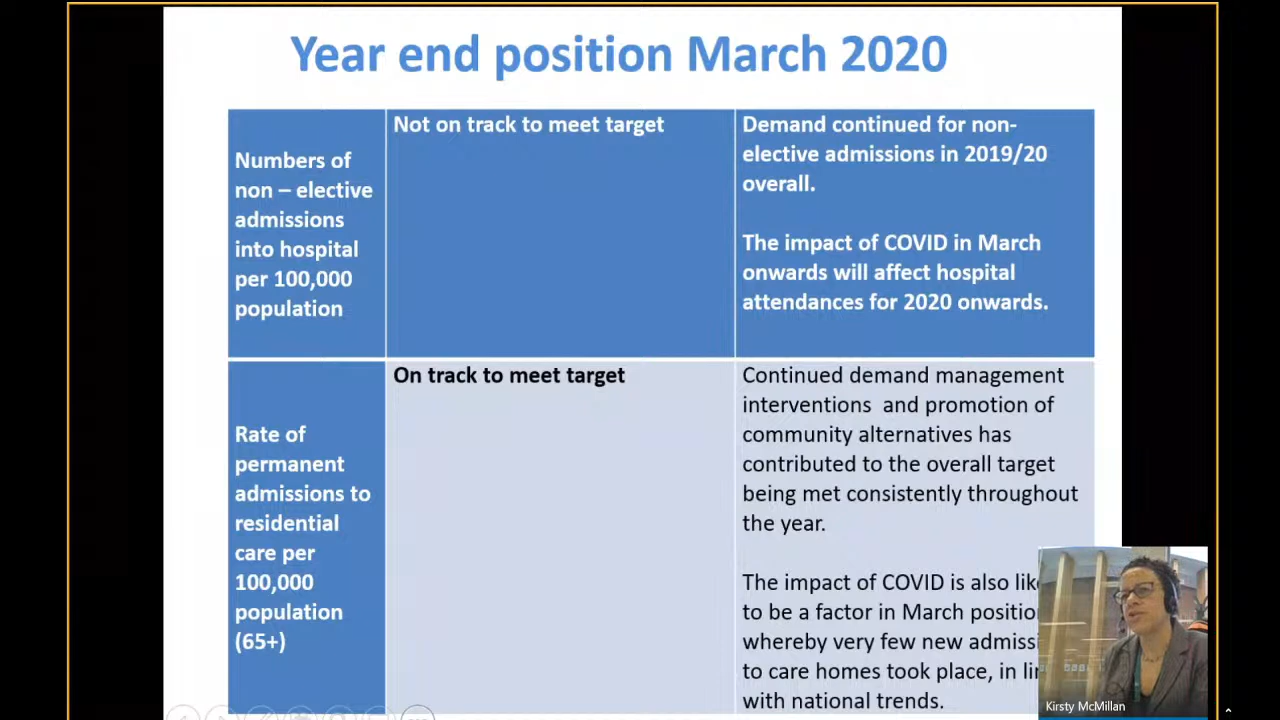 Year end position March 2020
Numbers of
non – elective
admissions
into hospital
per 100,000
population
Not on track to meet target
Demand continued for non-
elective admissions in 2019/20
overall.
The impact of COVID in March
onwards will affect hospital
attendances for 2020 onwards.
Rate of
permanent
admissions to
residential
care per
100,000
population
(65+)
On track to meet target
Continued demand management
interventions and promotion of
community alternatives has
contributed to the overall target
being met consistently throughout
the year.
The impact of COVID is also
to be a factor in March
whereby very few new
to care homes took place, in
with national trends.
Kirsty McMillan